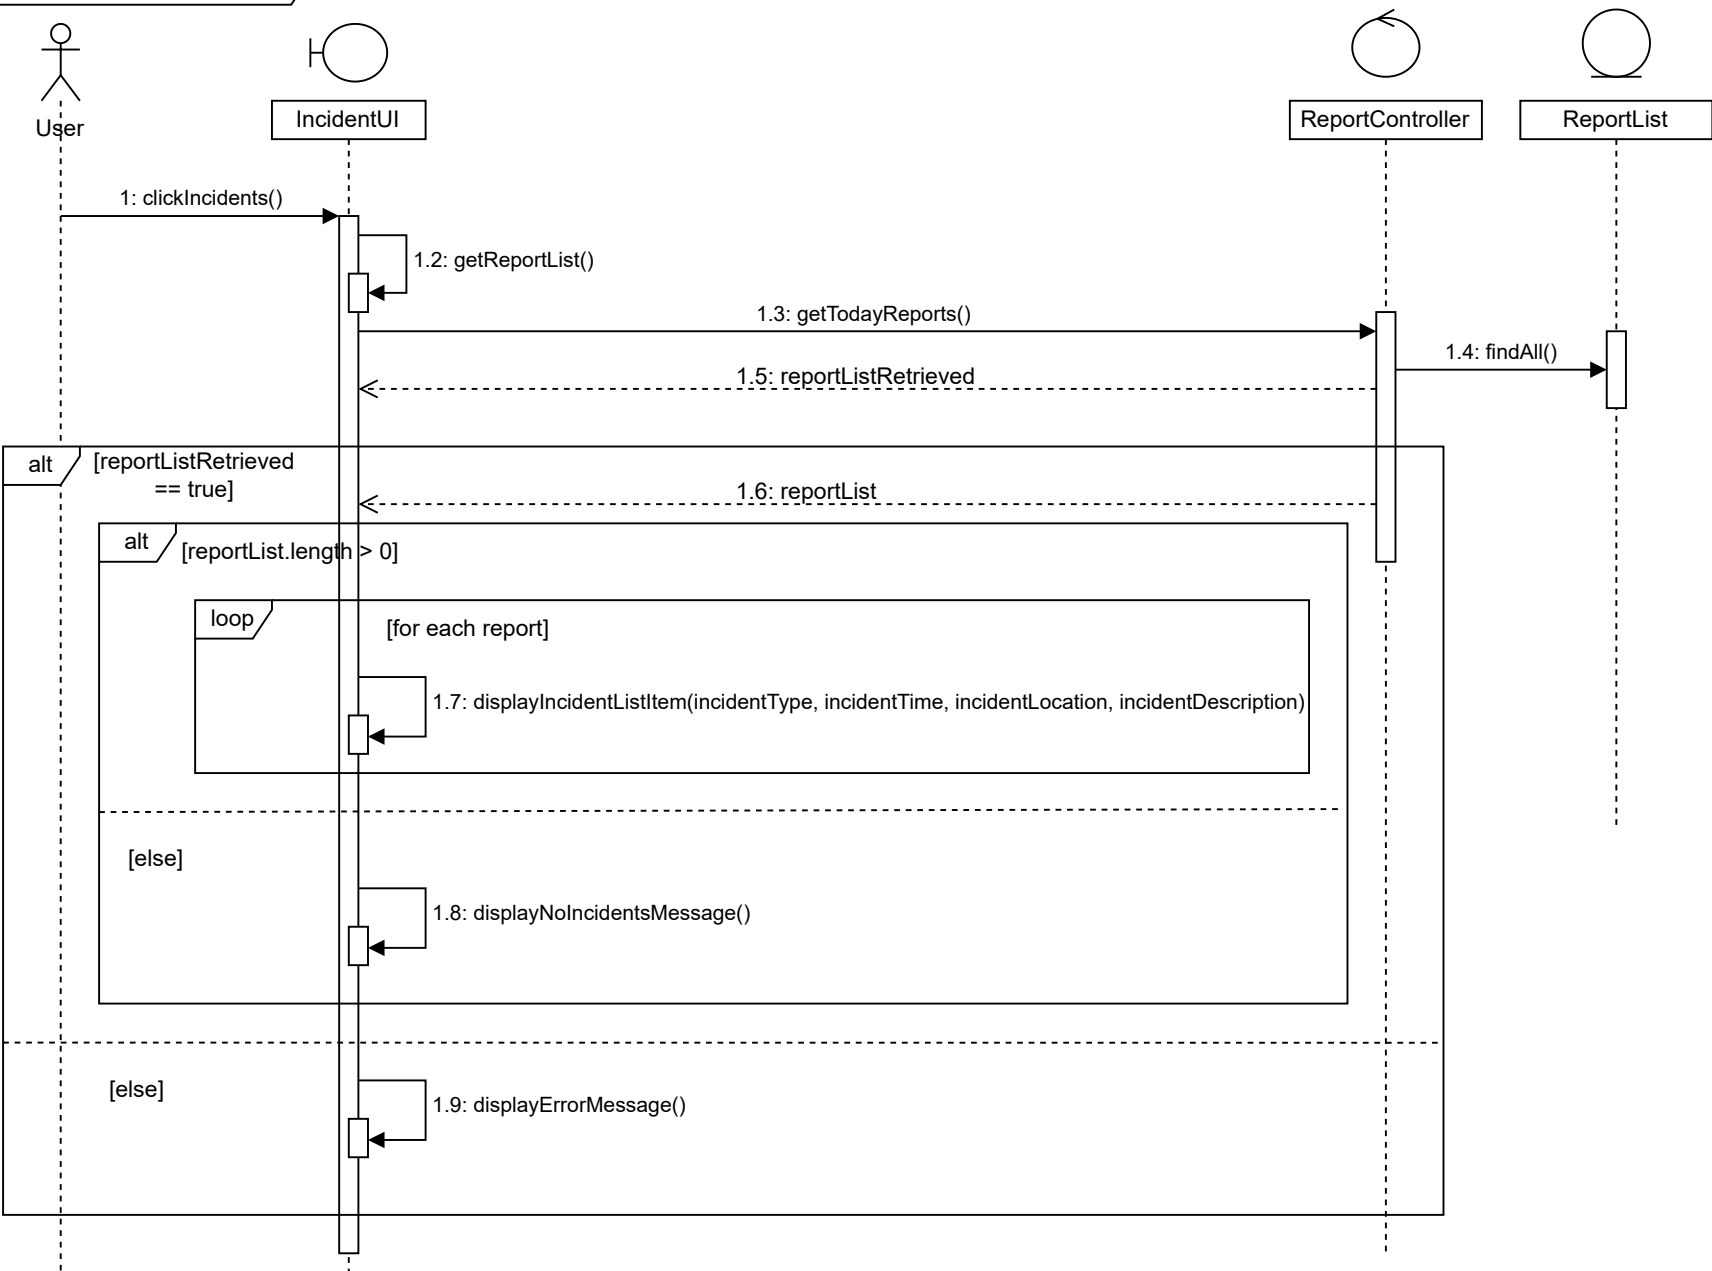 User
IncidentUI
ReportController
ReportList
1: clickIncidents()
1.2: getReportList()
1.3: getTodayReports()
1.4: findAll()
1.5: reportListRetrieved
alt
[reportListRetrieved
== true]
1.6: reportList
alt
[reportList.length > 0]
loop
[for each report]
1.7: displayIncidentListItem(incidentType, incidentTime, incidentLocation, incidentDescription)
[else]
1.8: displayNoIncidentsMessage()
[else]
1.9: displayErrorMessage()